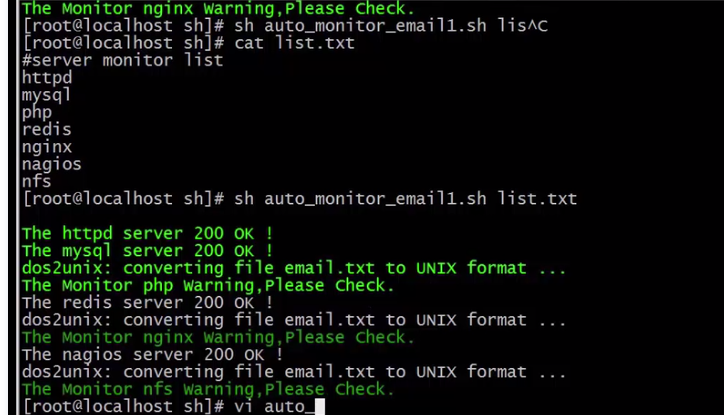 The Monitor nginx Warning,Please Check.
[root@localhost sh]# sh auto_monitor_email1.sh lis^C
[root@localhost sh]# cat list.txt
#server monitor list
httpd
mysql
php
redis
nginx
nagios
nfs
[root@localhost sh]# sh auto_monitor_email1.sh list.txt
The httpd server 200 OK !
The mysql server 200 OK !
dos2unix: converting file email.txt to UNIX format ...
The Monitor php Warning,Please Check.
The redis server 200 OK !
dos2unix: converting file email.txt to UNIX format ...
The Monitor nginx Warning,Please Check.
The nagios server 200 OK !
dos2unix: converting file email.txt to UNIX format ...
The Monitor nfs Warning,Please Check.
[root@localhost sh]# vi auto_